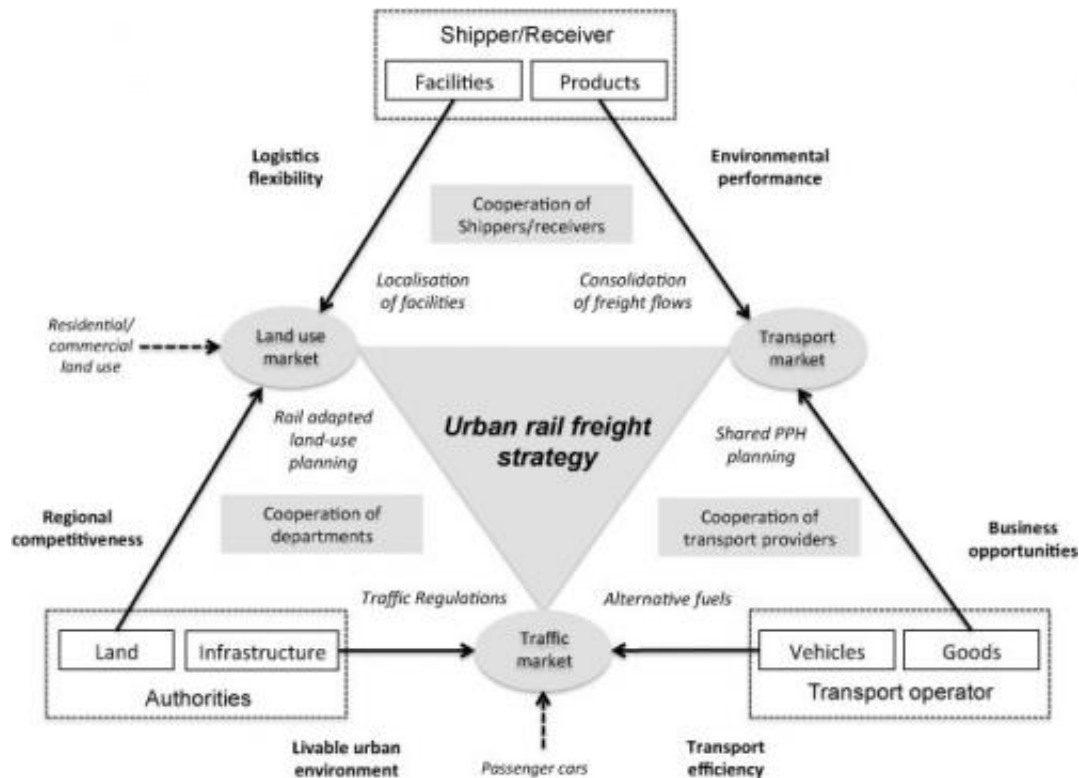 Shipper/Receiver
Facilities
Products
Logistics
flexibility
Environmental
performance
Cooperation of
Shippers/receivers
Localisation
of facilities
Consolidation
of freight flows
Residential/
commercial
land use
Land use
market
Transport
market
Urban rail freight
strategy
Rail adapted
land-use
planning
Shared PPH
planning
Regional
competitiveness
Cooperation of
departments
Cooperation of
transport providers
Business
opportunities
Traffic Regulations
Alternative fuels
Land
Infrastructure
Authorities
Traffic
market
Vehicles
Goods
Transport operator
Livable urban
environment
Passenger cars
Transport
efficiency